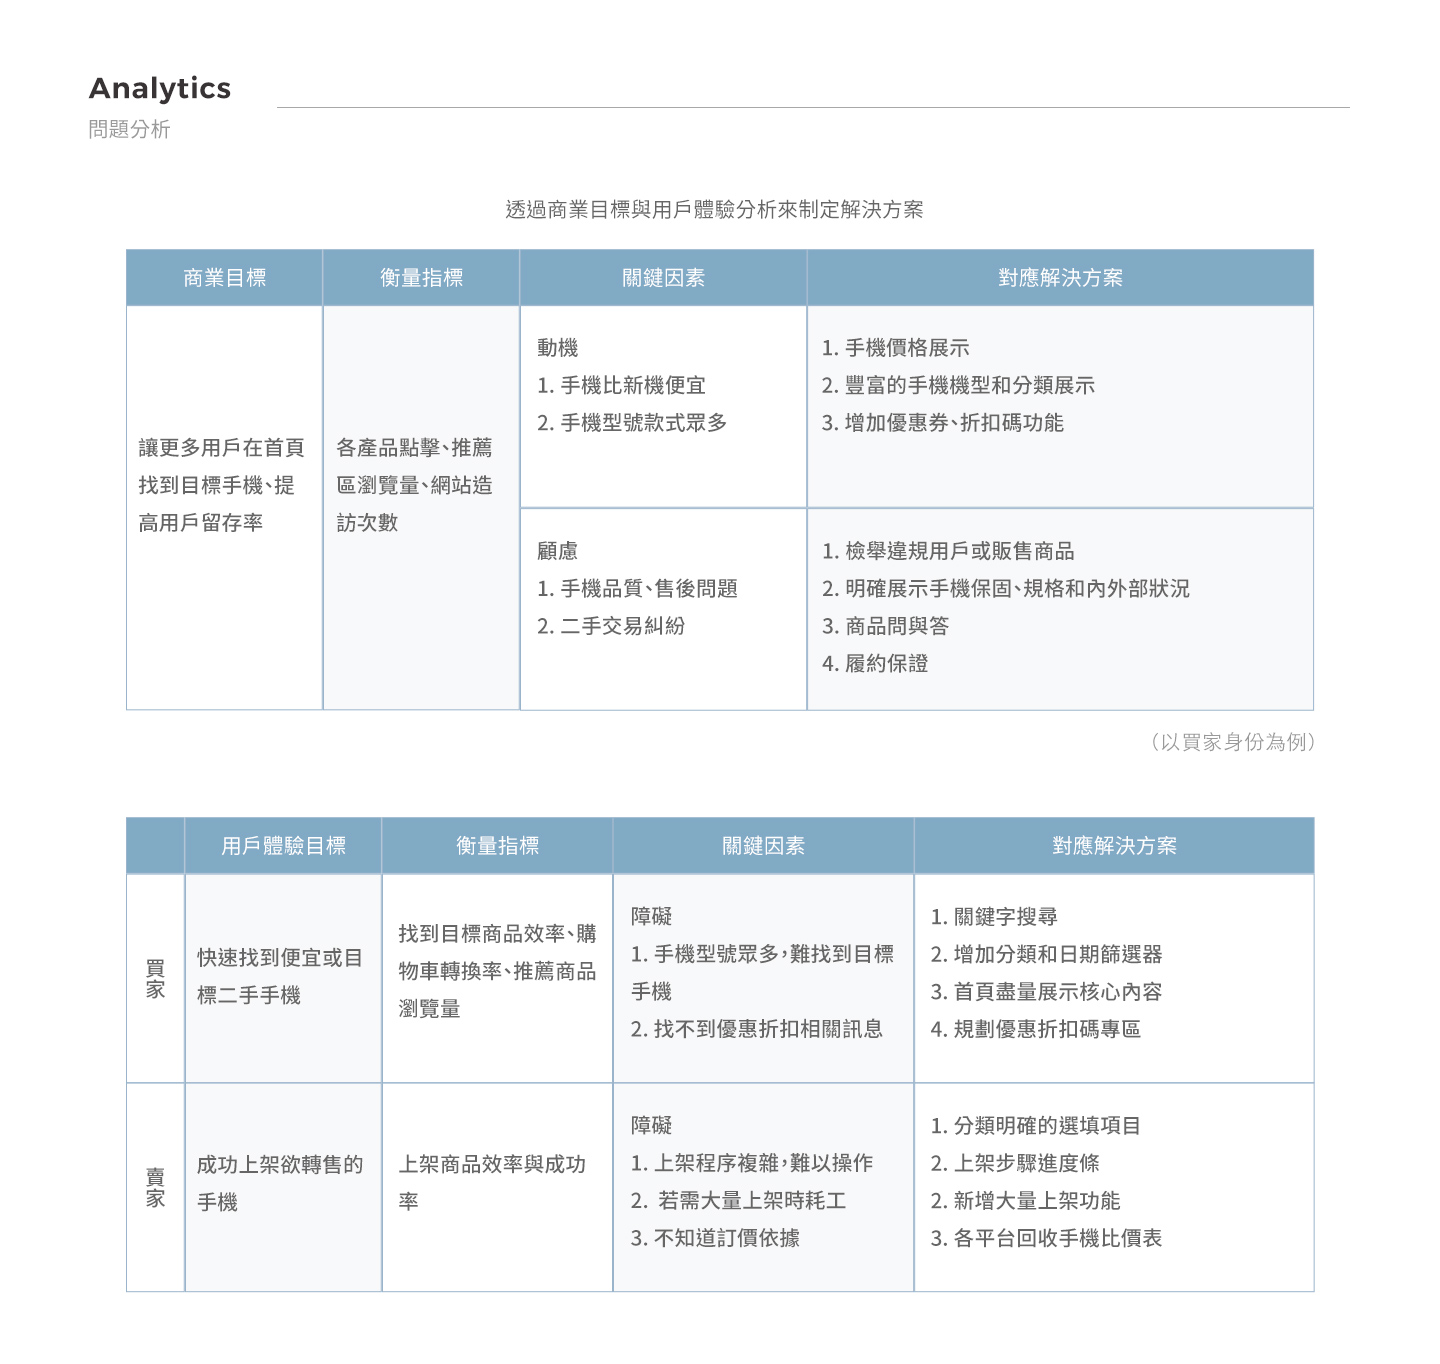 Analytics
問題分析
透過商業目標與用戶體驗分析來制定解決方案
商業目標
衡量指標
關鍵因素
對應解決方案
讓更多用戶在首頁
找到目標手機、提
高用戶留存率
各產品點擊、推薦
區瀏覽量、網站造
訪次數
動機
1. 手機比新機便宜
2. 手機型號款式眾多
1. 手機價格展示
2. 豐富的手機機型和分類展示
3. 增加優惠券、折扣碼功能
顧慮
1. 手機品質、售後問題
2. 二手交易糾紛
1. 檢舉違規用戶或販售商品
2. 明確展示手機保固、規格和內外部狀況
3. 商品問與答
4. 履約保證
（以買家身份為例）
用戶體驗目標
衡量指標
關鍵因素
對應解決方案
買家
快速找到便宜或目
標二手手機
找到目標商品效率、購
物車轉換率、推薦商品
瀏覽量
障礙
1. 手機型號眾多，難找到目標
手機
2. 找不到優惠折扣相關訊息
1. 關鍵字搜尋
2. 增加分類和日期篩選器
3. 首頁盡量展示核心內容
4. 規劃優惠折扣碼專區
賣家
成功上架欲轉售的
手機
上架商品效率與成功
率
障礙
1. 上架程序複雜，難以操作
2. 若需大量上架時耗工
3. 不知道訂價依據
1. 分類明確的選填項目
2. 上架步驟進度條
2. 新增大量上架功能
3. 各平台回收手機比價表